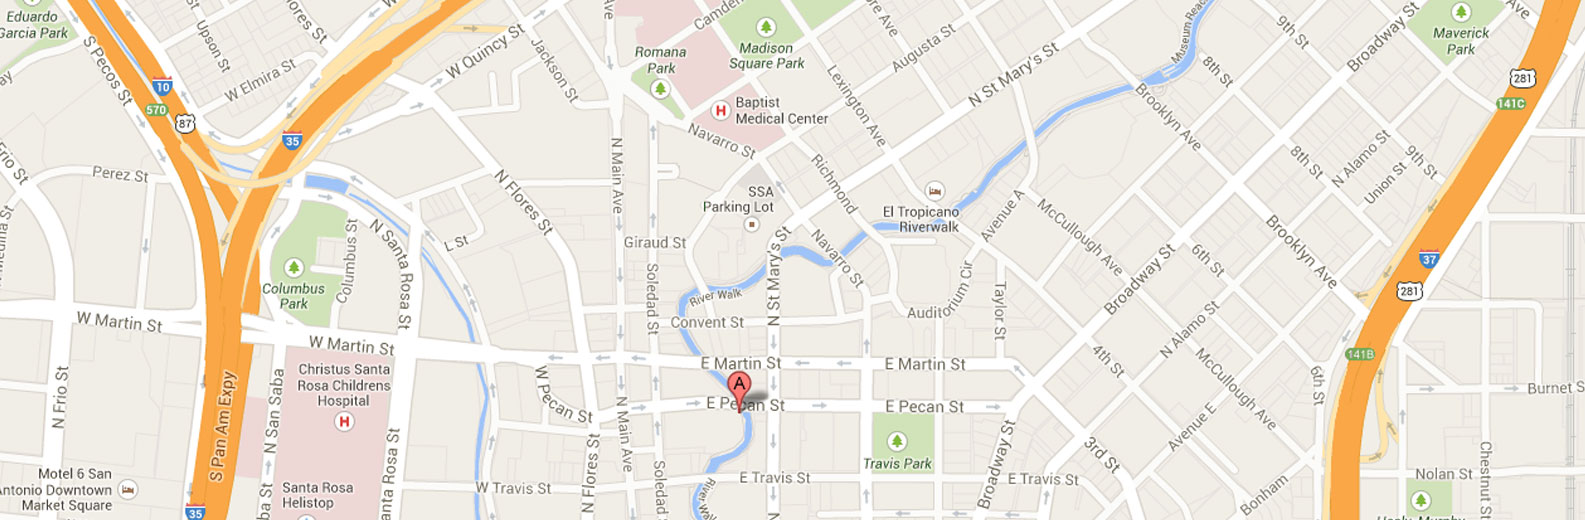 Eduardo
Garcia Park
S Pecos St
Upson St
N Flores St
W Elmira St
W Quincy St
Jackson St
10
570
87
35
N Main Ave
Romana
Park
Camden
Madison
Square Park
Baptist
Medical Center
Augusta St
Lexington Ave
N St Mary's St
Museum Reach
9th St
8th St
Broadway St
Maverick
Park
Ave
281
141C
Brooklyn Ave
Navarro St
Richmond
SSA
Parking Lot
El Tropicano
Riverwalk
Avenue A
McCullough Ave
8th St
N Alamo St
9th St
Union St
Brooklyn Ave
37
281
Frio St
Perez St
N Medina St
N Santa Rosa St
L St
N Flores St
Giraud St
Soledad St
N St Mary's St
Navarro St
River Walk
Convent St
Auditorium Cir
Taylor St
Broadway St
6th St
N Alamo St
4th St
McCullough Ave
141B
6th St
Columbus
Park
Columbus St
W Martin St
W Martin St
E Martin St
E Martin St
Christus Santa
Rosa Childrens
Hospital
S Pan Am Expy
N San Saba
N Frio St
W Pecan St
N Main Ave
A
E Pecan St
E Pecan St
Travis Park
Broadway St
3rd St
Avenue E
Burnet S
Motel 6 San
Antonio Downtown
Market Square
35
Santa Rosa
Helistop
W Travis St
N Flores St
Soledad
River Walk
E Travis St
E Travis St
Bonham
Nolan St
Chestnut St